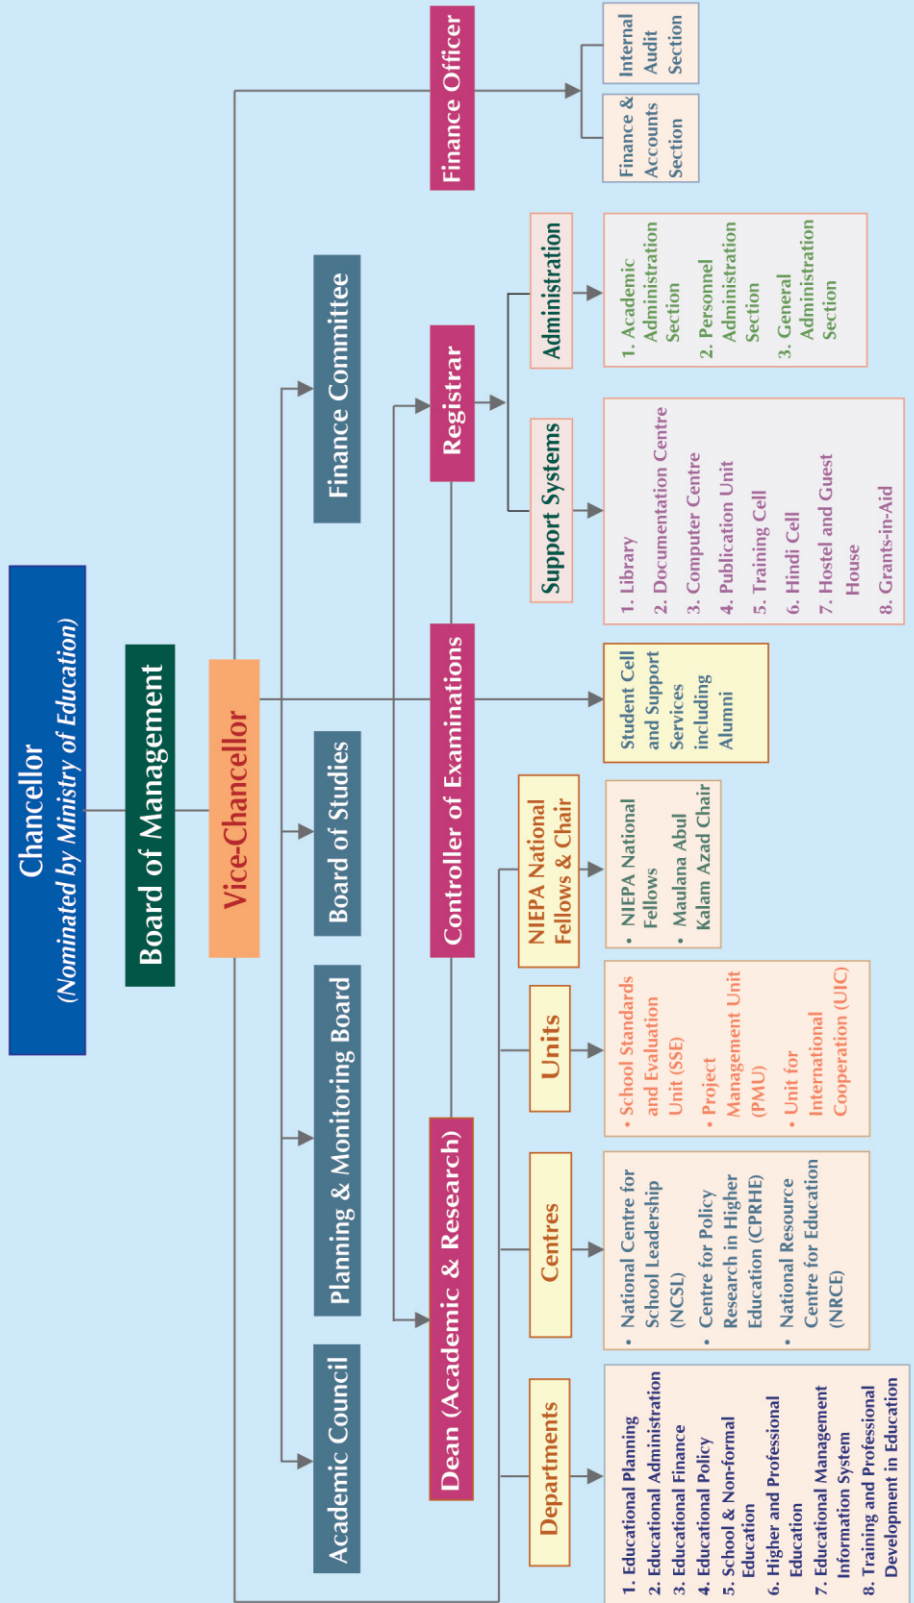 Chancellor
(Nominated by Ministry of Education)
Board of Management
Vice-Chancellor
Academic Council
Planning & Monitoring Board
Board of Studies
Finance Committee
Dean (Academic & Research)
Controller of Examinations
Registrar
Finance Officer
Departments
Centres
Units
NIEPA National
Fellows & Chair
Support Systems
Administration
1. Educational Planning
2. Educational Administration
3. Educational Finance
4. Educational Policy
5. School & Non-formal
Education
6. Higher and Professional
Education
7. Educational Management
Information System
8. Training and Professional
Development in Education
• National Centre for
School Leadership
(NCSL)
• Centre for Policy
Research in Higher
Education (CPRHE)
• National Resource
Centre for Education
(NRCE)
• School Standards
and Evaluation
Unit (SSE)
• Project
Management Unit
(PMU)
• Unit for
International
Cooperation (UIC)
• NIEPA National
Fellows
• Maulana Abul
Kalam Azad Chair
Student Cell
and Support
Services
including
Alumni
1. Library
2. Documentation Centre
3. Computer Centre
4. Publication Unit
5. Training Cell
6. Hindi Cell
7. Hostel and Guest
House
8. Grants-in-Aid
1. Academic
Administration
Section
2. Personnel
Administration
Section
3. General
Administration
Section
Finance &
Accounts
Section
Internal
Audit
Section